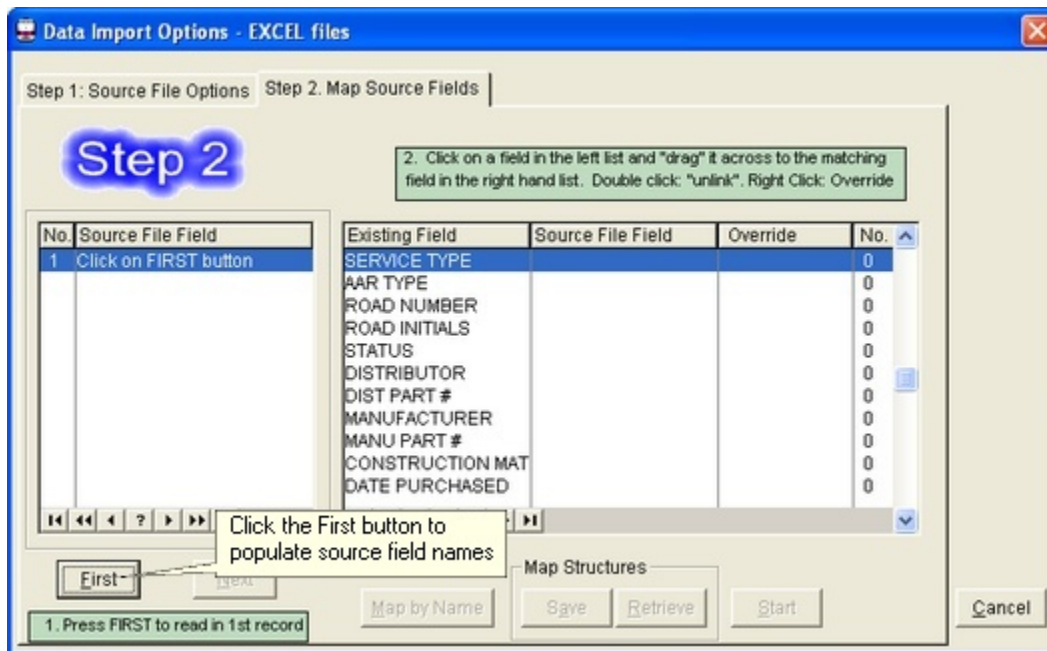 Data Import Options - EXCEL files
Step 1: Source File Options Step 2. Map Source Fields
Step 2
2. Click on a field in the left list and "drag" it across to the matching
field in the right hand list. Double click: "unlink". Right Click: Override
No. Source File Field
1 Click on FIRST button
Existing Field Source File Field Override No.
SERVICE TYPE 0
AAR TYPE 0
ROAD NUMBER 0
ROAD INITIALS 0
STATUS 0
DISTRIBUTOR 0
DIST PART # 0
MANUFACTURER 0
MANU PART # 0
CONSTRUCTION MAT 0
DATE PURCHASED 0
?
Click the First button to
populate source field names
First Next
1. Press FIRST to read in 1st record
Map by Name
Map Structures
Save Retrieve
Start
Cancel